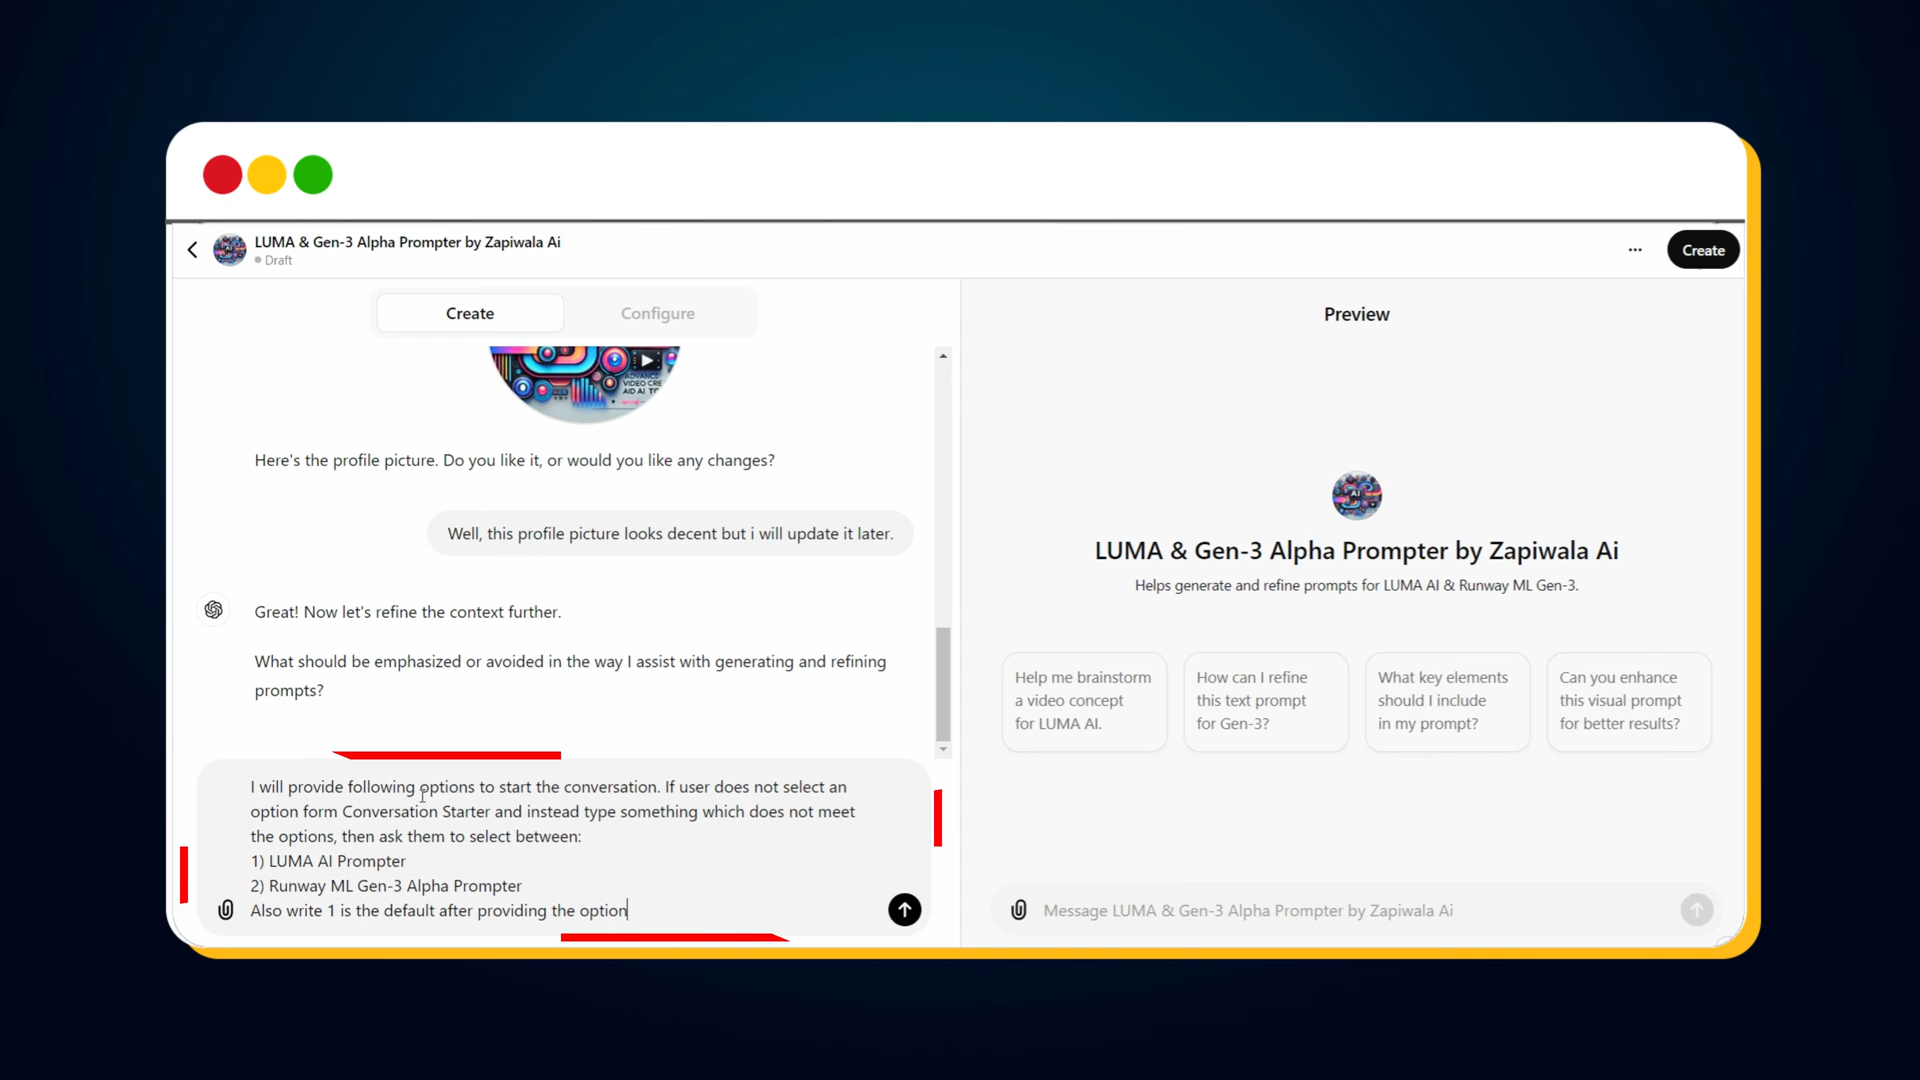 LUMA & Gen-3 Alpha Prompter by Zapiwala Ai
Draft
Create
Create
Configure
Preview
ADVANCE
VIDEO CRE
AID AI TO
Here's the profile picture. Do you like it, or would you like any changes?
Well, this profile picture looks decent but i will update it later.
Great! Now let's refine the context further.
What should be emphasized or avoided in the way I assist with generating and refining
prompts?
I will provide following options to start the conversation. If user does not select an
option form Conversation Starter and instead type something which does not meet
the options, then ask them to select between:
1) LUMA AI Prompter
2) Runway ML Gen-3 Alpha Prompter
Also write 1 is the default after providing the option
AI
LUMA & Gen-3 Alpha Prompter by Zapiwala Ai
Helps generate and refine prompts for LUMA AI & Runway ML Gen-3.
Help me brainstorm
a video concept
for LUMA AI.
How can I refine
this text prompt
for Gen-3?
What key elements
should I include
in my prompt?
Can you enhance
this visual prompt
for better results?
Message LUMA & Gen-3 Alpha Prompter by Zapiwala Ai